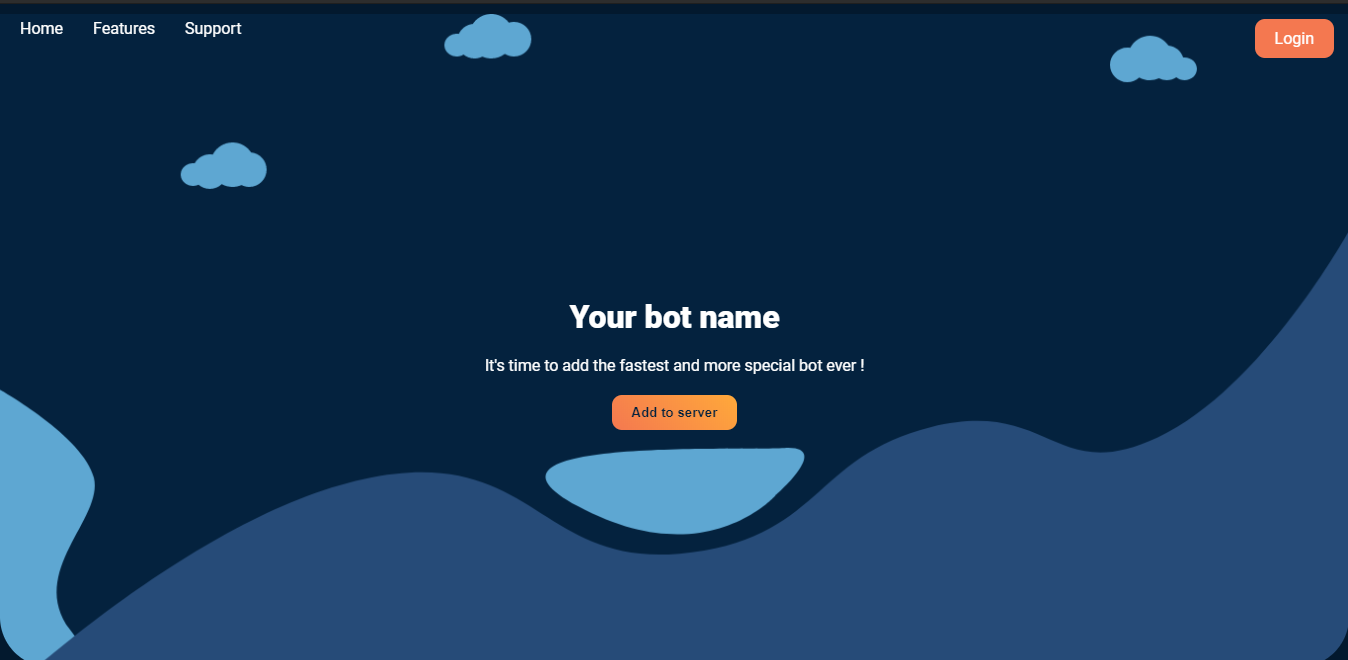 Home Features Support
Login
Your bot name
It's time to add the fastest and more special bot ever !
Add to server